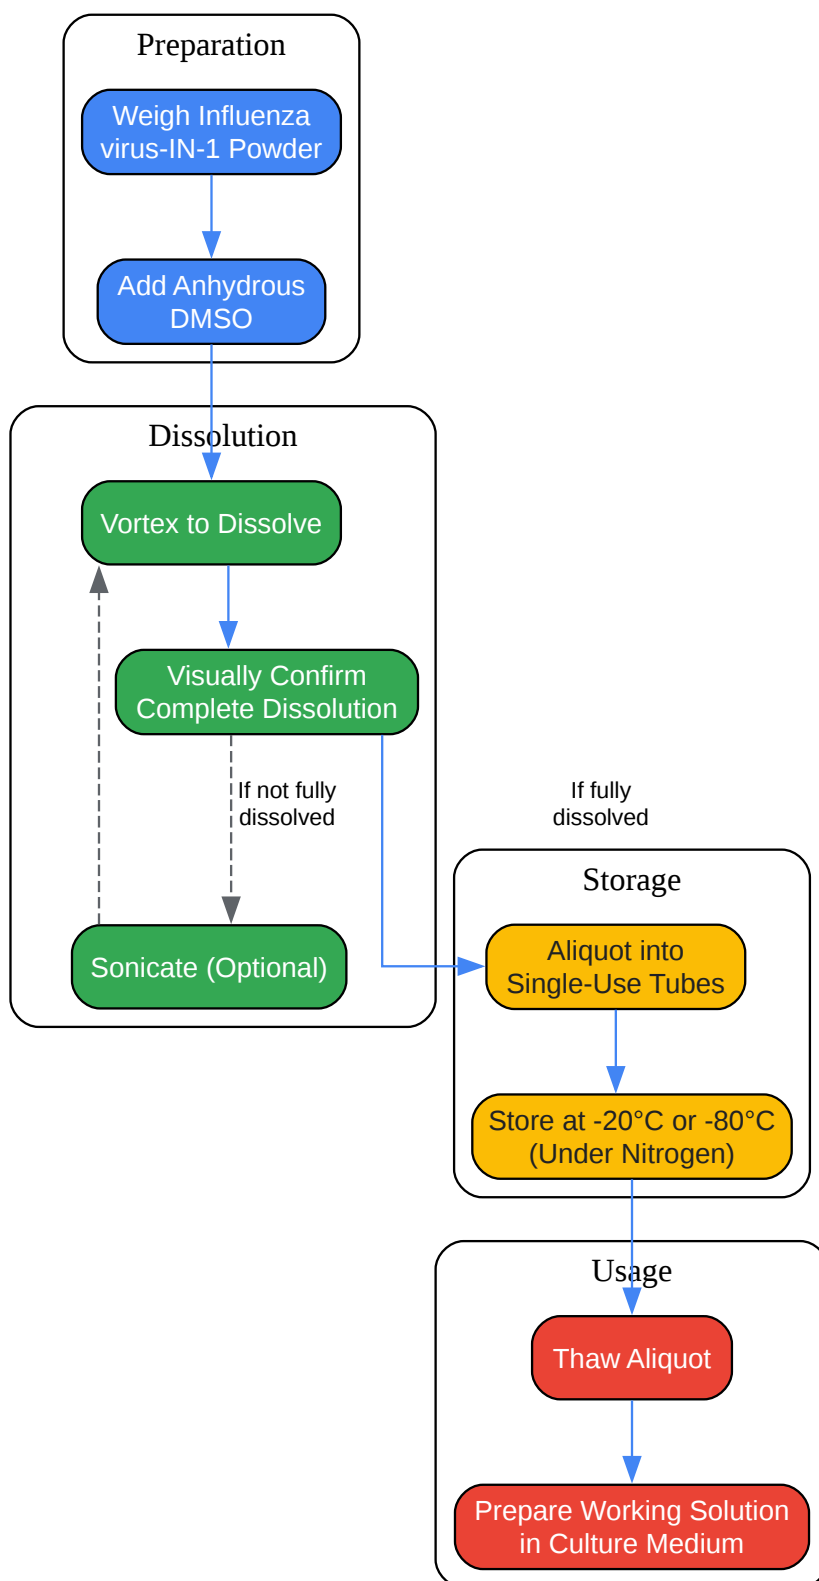 Preparation
Weigh Influenza
virus-IN-1 Powder
Add Anhydrous
DMSO
Dissolution
Vortex to Dissolve
Visually Confirm
Complete Dissolution
If not fully
dissolved
If fully
dissolved
Sonicate (Optional)
Storage
Aliquot into
Single-Use Tubes
Store at -20°C or -80°C
(Under Nitrogen)
Usage
Thaw Aliquot
Prepare Working Solution
in Culture Medium